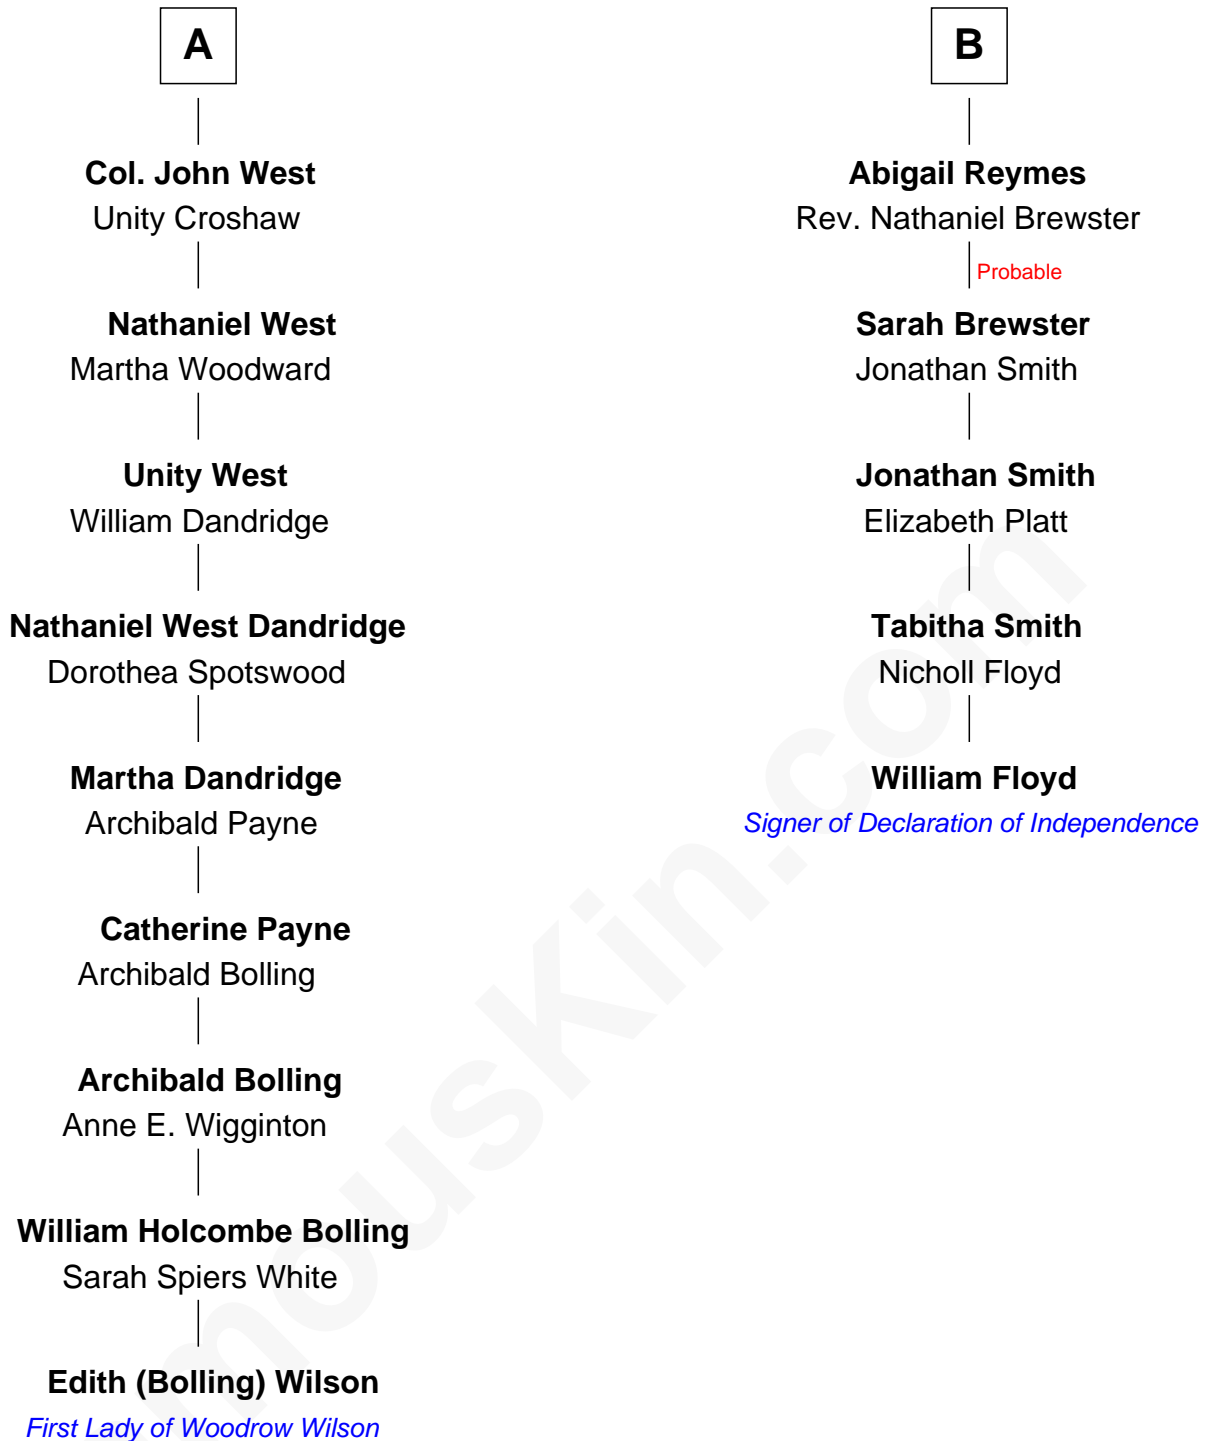 A
Col. John West
Unity Croshaw
Nathaniel West
Martha Woodward
Unity West
William Dandridge
Nathaniel West Dandridge
Dorothea Spotswood
Martha Dandridge
Archibald Payne
Catherine Payne
Archibald Bolling
Archibald Bolling
Anne E. Wigginton
William Holcombe Bolling
Sarah Spiers White
Edith (Bolling) Wilson
First Lady of Woodrow Wilson
B
Abigail Reymes
Rev. Nathaniel Brewster
Probable
Sarah Brewster
Jonathan Smith
Jonathan Smith
Elizabeth Platt
Tabitha Smith
Nicholl Floyd
William Floyd
Signer of Declaration of Independence
mousKin.com